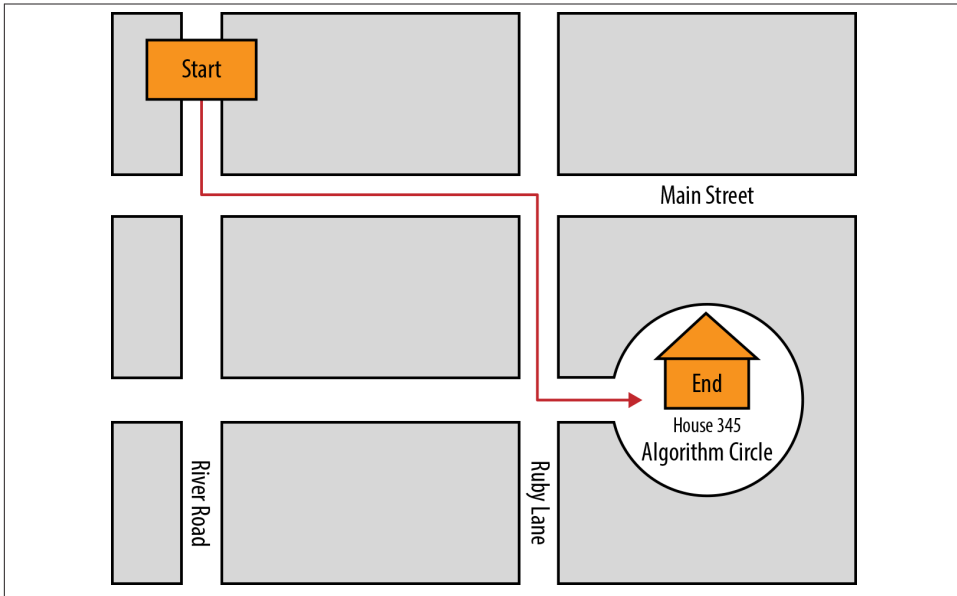 Start
Main Street
End
House 345
Algorithm Circle
River Road
Ruby Lane